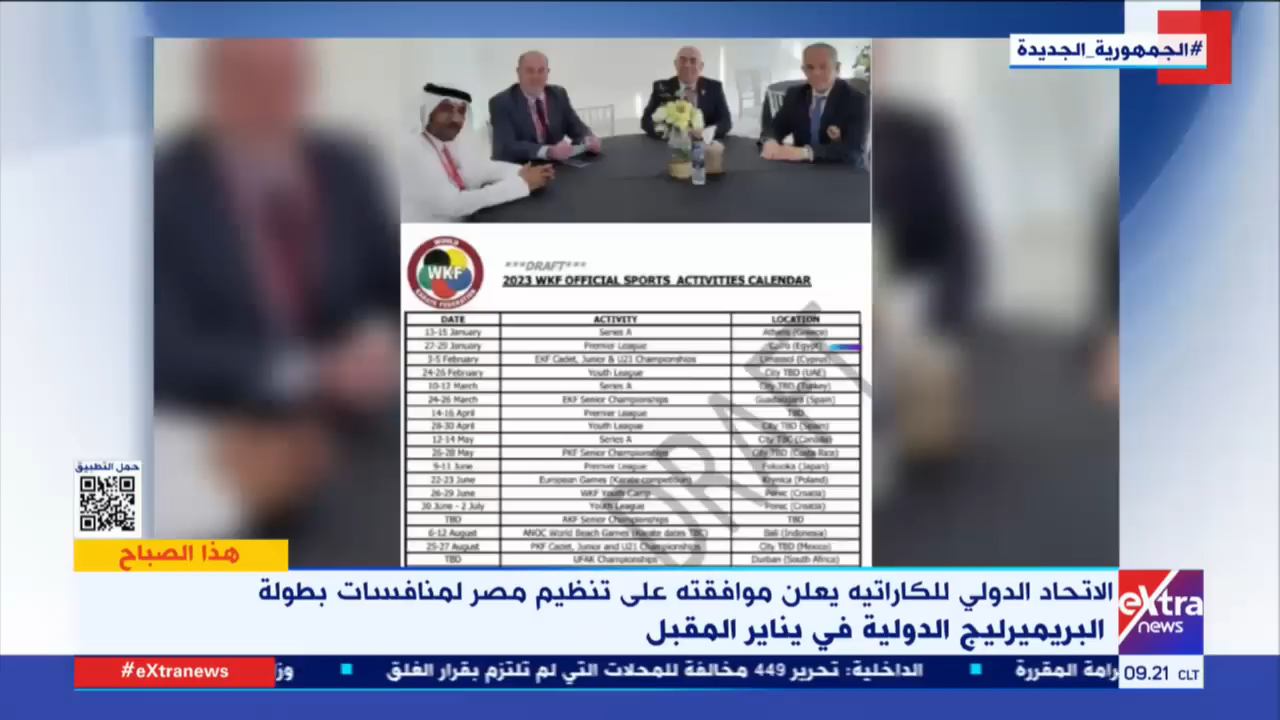 #الجمهورية_الجديدة
WORLD
WKF
KARATE FEDERATION
***DRAFT***
2023 WKF OFFICIAL SPORTS ACTIVITIES CALENDAR
DATE ACTIVITY LOCATION
13-15 January Series A Athens (Greece)
27-29 January Premier League Cairo (Egypt)
3-5 February EKF Cadet, Junior & U21 Championships Limassol (Cyprus)
24-26 February Youth League City TBD (UAE)
10-12 March Series A City TBD (Turkey)
24-26 March EKF Senior Championships Guadalajara (Spain)
14-16 April Premier League TBD
28-30 April Youth League City TBD (Spain)
12-14 May Series A City TBC (Canada)
26-28 May PKF Senior Championships City TBD (Costa Rica)
9-11 June Premier League Fukuoka (Japan)
22-23 June European Games (Karate competition) Krynica (Poland)
26-29 June WKF Youth Camp Porec (Croatia)
30 June - 2 July Youth League Porec (Croatia)
TBD AKF Senior Championships TBD
6-12 August ANOC World Beach Games (Karate dates TBC) Bali (Indonesia)
25-27 August PKF Cadet, Junior and U21 Championships City TBD (Mexico)
TBD UFAK Championships Durban (South Africa)
DRAFT
حمل التطبيق
هذا الصباح
الاتحاد الدولي للكاراتيه يعلن موافقته على تنظيم مصر لمنافسات بطولة
البريميرليج الدولية في يناير المقبل
eXtra
news
#eXtranews
رامة المقررة ■ الداخلية: تحرير 449 مخالفة للمحلات التي لم تلتزم بقرار الغلق ■ وز
09.21 CLT